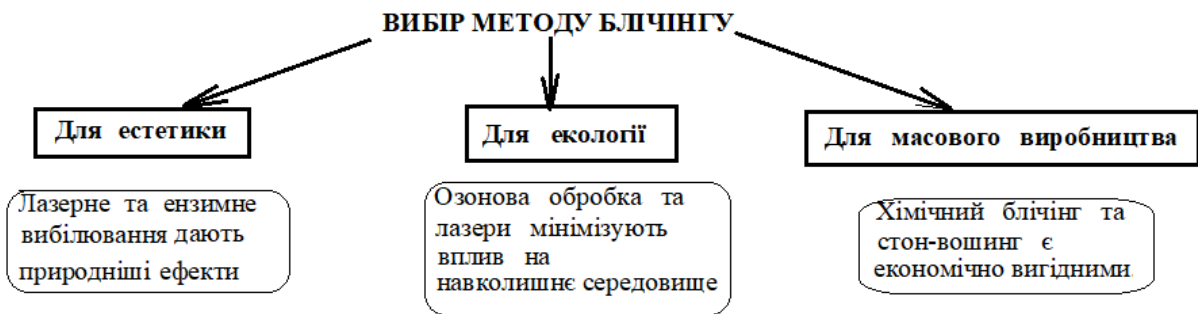 ВИБІР МЕТОДУ БЛІЧІНГУ
Для естетики
Для екології
Для масового виробництва
Лазерне та ензимне
вибілювання дають
природніші ефекти
Озонова обробка та
лазери мінімізують
вплив на
навколишнє середовище
Хімічний блічінг та
стон-вошинг є
економічно вигідними